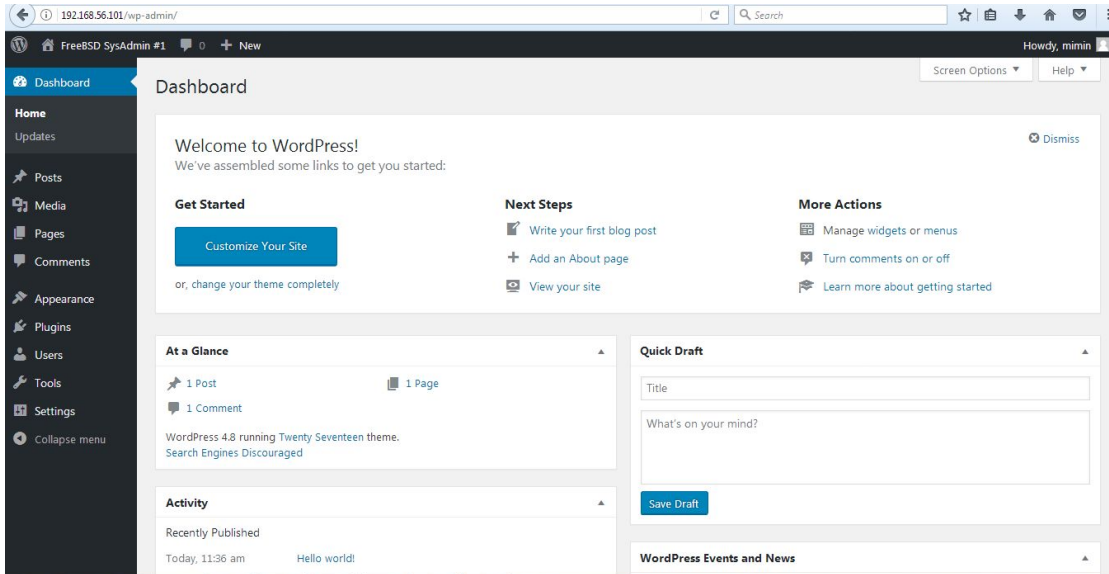 192.168.56.101/wp-admin/
Search
FreeBSD SysAdmin #1 0 + New
Howdy, mimin
Screen Options
Help
Dashboard
Home
Updates
Posts
Media
Pages
Comments
Appearance
Plugins
Users
Tools
Settings
Collapse menu
Dashboard
Welcome to WordPress!
We've assembled some links to get you started:
Dismiss
Get Started
Customize Your Site
or, change your theme completely
Next Steps
Write your first blog post
Add an About page
View your site
More Actions
Manage widgets or menus
Turn comments on or off
Learn more about getting started
At a Glance
1 Post
1 Page
1 Comment
WordPress 4.8 running Twenty Seventeen theme.
Search Engines Discouraged
Activity
Recently Published
Today, 11:36 am Hello world!
Quick Draft
Title
What's on your mind?
Save Draft
WordPress Events and News